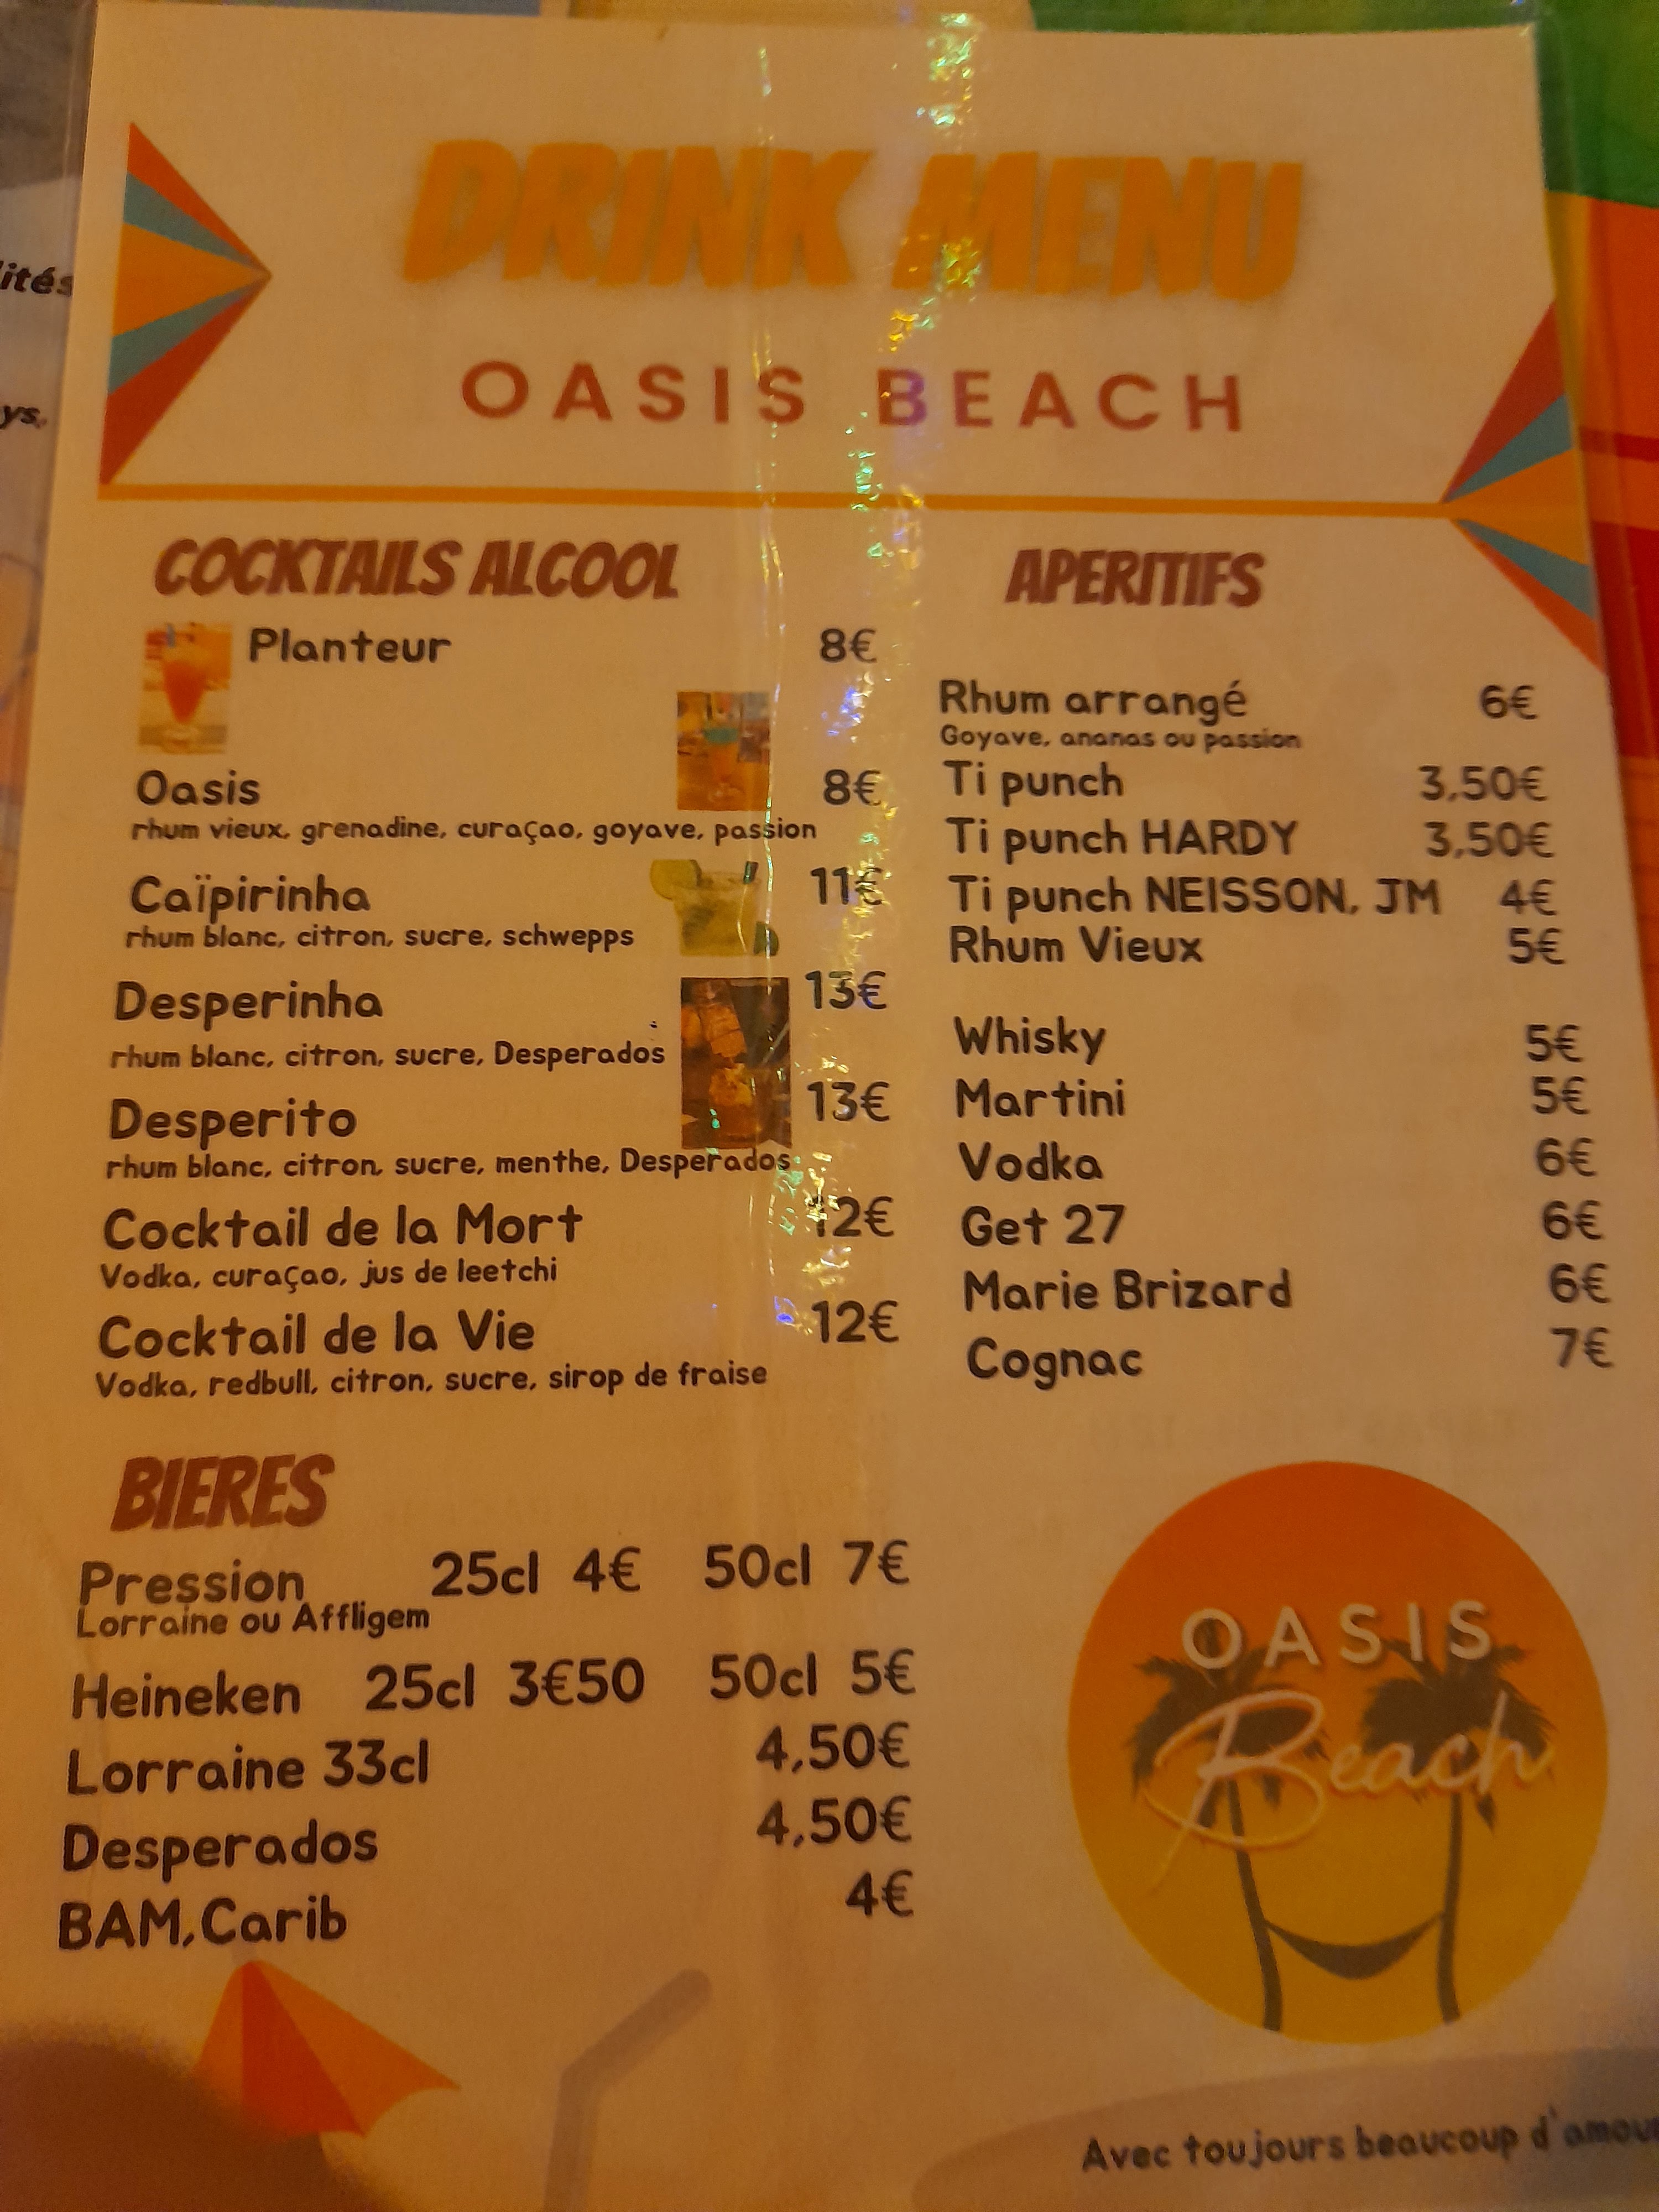 DRINK MENU
OASIS BEACH
COCKTAILS ALCOOL
Planteur 8€
Oasis 8€
rhum vieux, grenadine, curaçao, goyave, passion
Caïpirinha 11€
rhum blanc, citron, sucre, schwepps
Desperinha 13€
rhum blanc, citron, sucre, Desperados
Desperito 13€
rhum blanc, citron, sucre, menthe, Desperados
Cocktail de la Mort 12€
Vodka, curaçao, jus de leetchi
Cocktail de la Vie 12€
Vodka, redbull, citron, sucre, sirop de fraise
BIERES
Pression 25cl 4€ 50cl 7€
Lorraine ou Affligem
Heineken 25cl 3€50 50cl 5€
Lorraine 33cl 4,50€
Desperados 4,50€
BAM,Carib 4€
APERITIFS
Rhum arrangé 6€
Goyave, ananas ou passion
Ti punch 3,50€
Ti punch HARDY 3,50€
Ti punch NEISSON, JM 4€
Rhum Vieux 5€
Whisky 5€
Martini 5€
Vodka 6€
Get 27 6€
Marie Brizard 6€
Cognac 7€
OASIS
Beach
Avec toujours beaucoup d'amou
ités
ys,